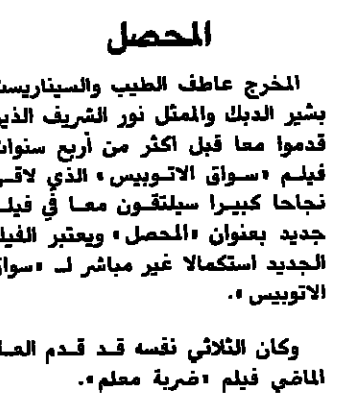 المحصل
المخرج عاطف الطيب والسيناريست
بشير الديك والممثل نور الشريف الذين
قدموا معا قبل اكثر من أربع سنوات
فيلم «سواق الاتوبيس» الذي لاقى
نجاحا كبيرا سيلتقون معا في فيلم
جديد بعنوان «المحصل» ويعتبر الفيلم
الجديد استكمالا غير مباشر لـ «سواق
الاتوبيس».
وكان الثلاثي نفسه قد قدم العام
الماضي فيلم «ضربة معلم».